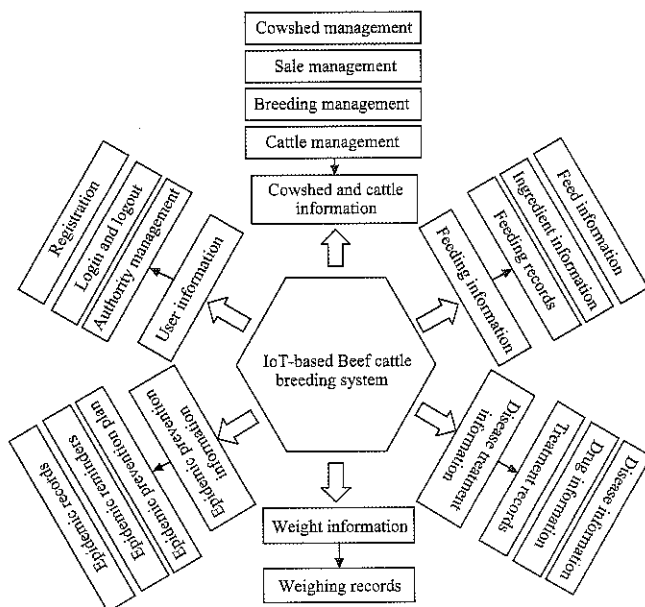 Cowshed management
Sale management
Breeding management
Cattle management
Cowshed and cattle
information
Registration
Login and logout
Authority management
User information
Feeding information
Feeding records
Ingredient information
Feed information
IoT-based Beef cattle
breeding system
Epidemic prevention
information
Epidemic prevention plan
Epidemic reminders
Epidemic records
Disease treatment
information
Treatment records
Drug information
Disease information
Weight information
Weighing records